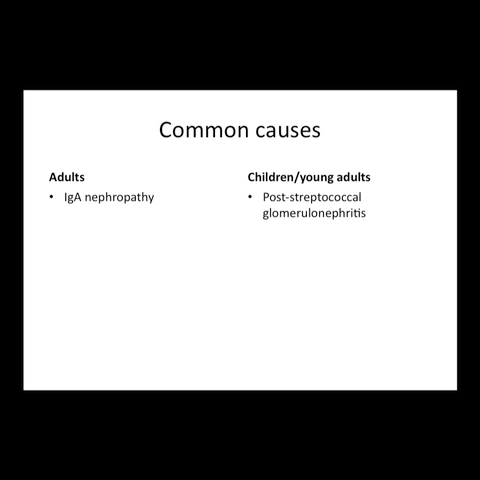 Common causes
Adults
• IgA nephropathy
Children/young adults
• Post-streptococcal
glomerulonephritis